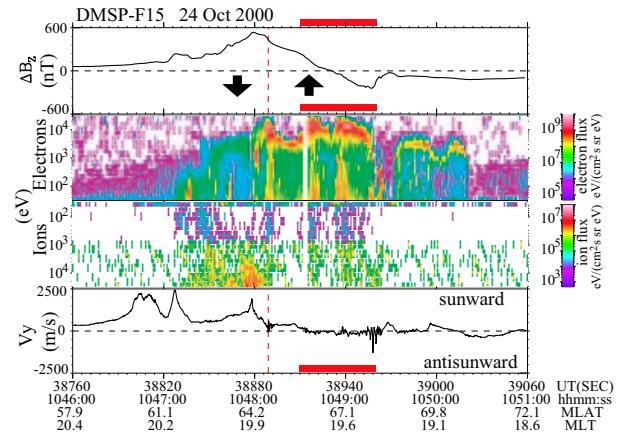 DMSP-F15 24 Oct 2000
600
0
-600
ΔBz
(nT)
10⁴
10³
10²
Electrons
(eV)
10⁹
10⁷
10⁵
electron flux
eV/(cm²s sr eV)
10²
10³
10⁴
Ions
10⁷
10⁵
10³
ion flux
eV/(cm²s sr eV)
2500
0
-2500
Vy
(m/s)
sunward
antisunward
38760 38820 38880 38940 39000 39060 UT(SEC)
1046:00 1047:00 1048:00 1049:00 1050:00 1051:00 hhmm:ss
57.9 61.1 64.2 67.1 69.8 72.1 MLAT
20.4 20.2 19.9 19.6 19.1 18.6 MLT